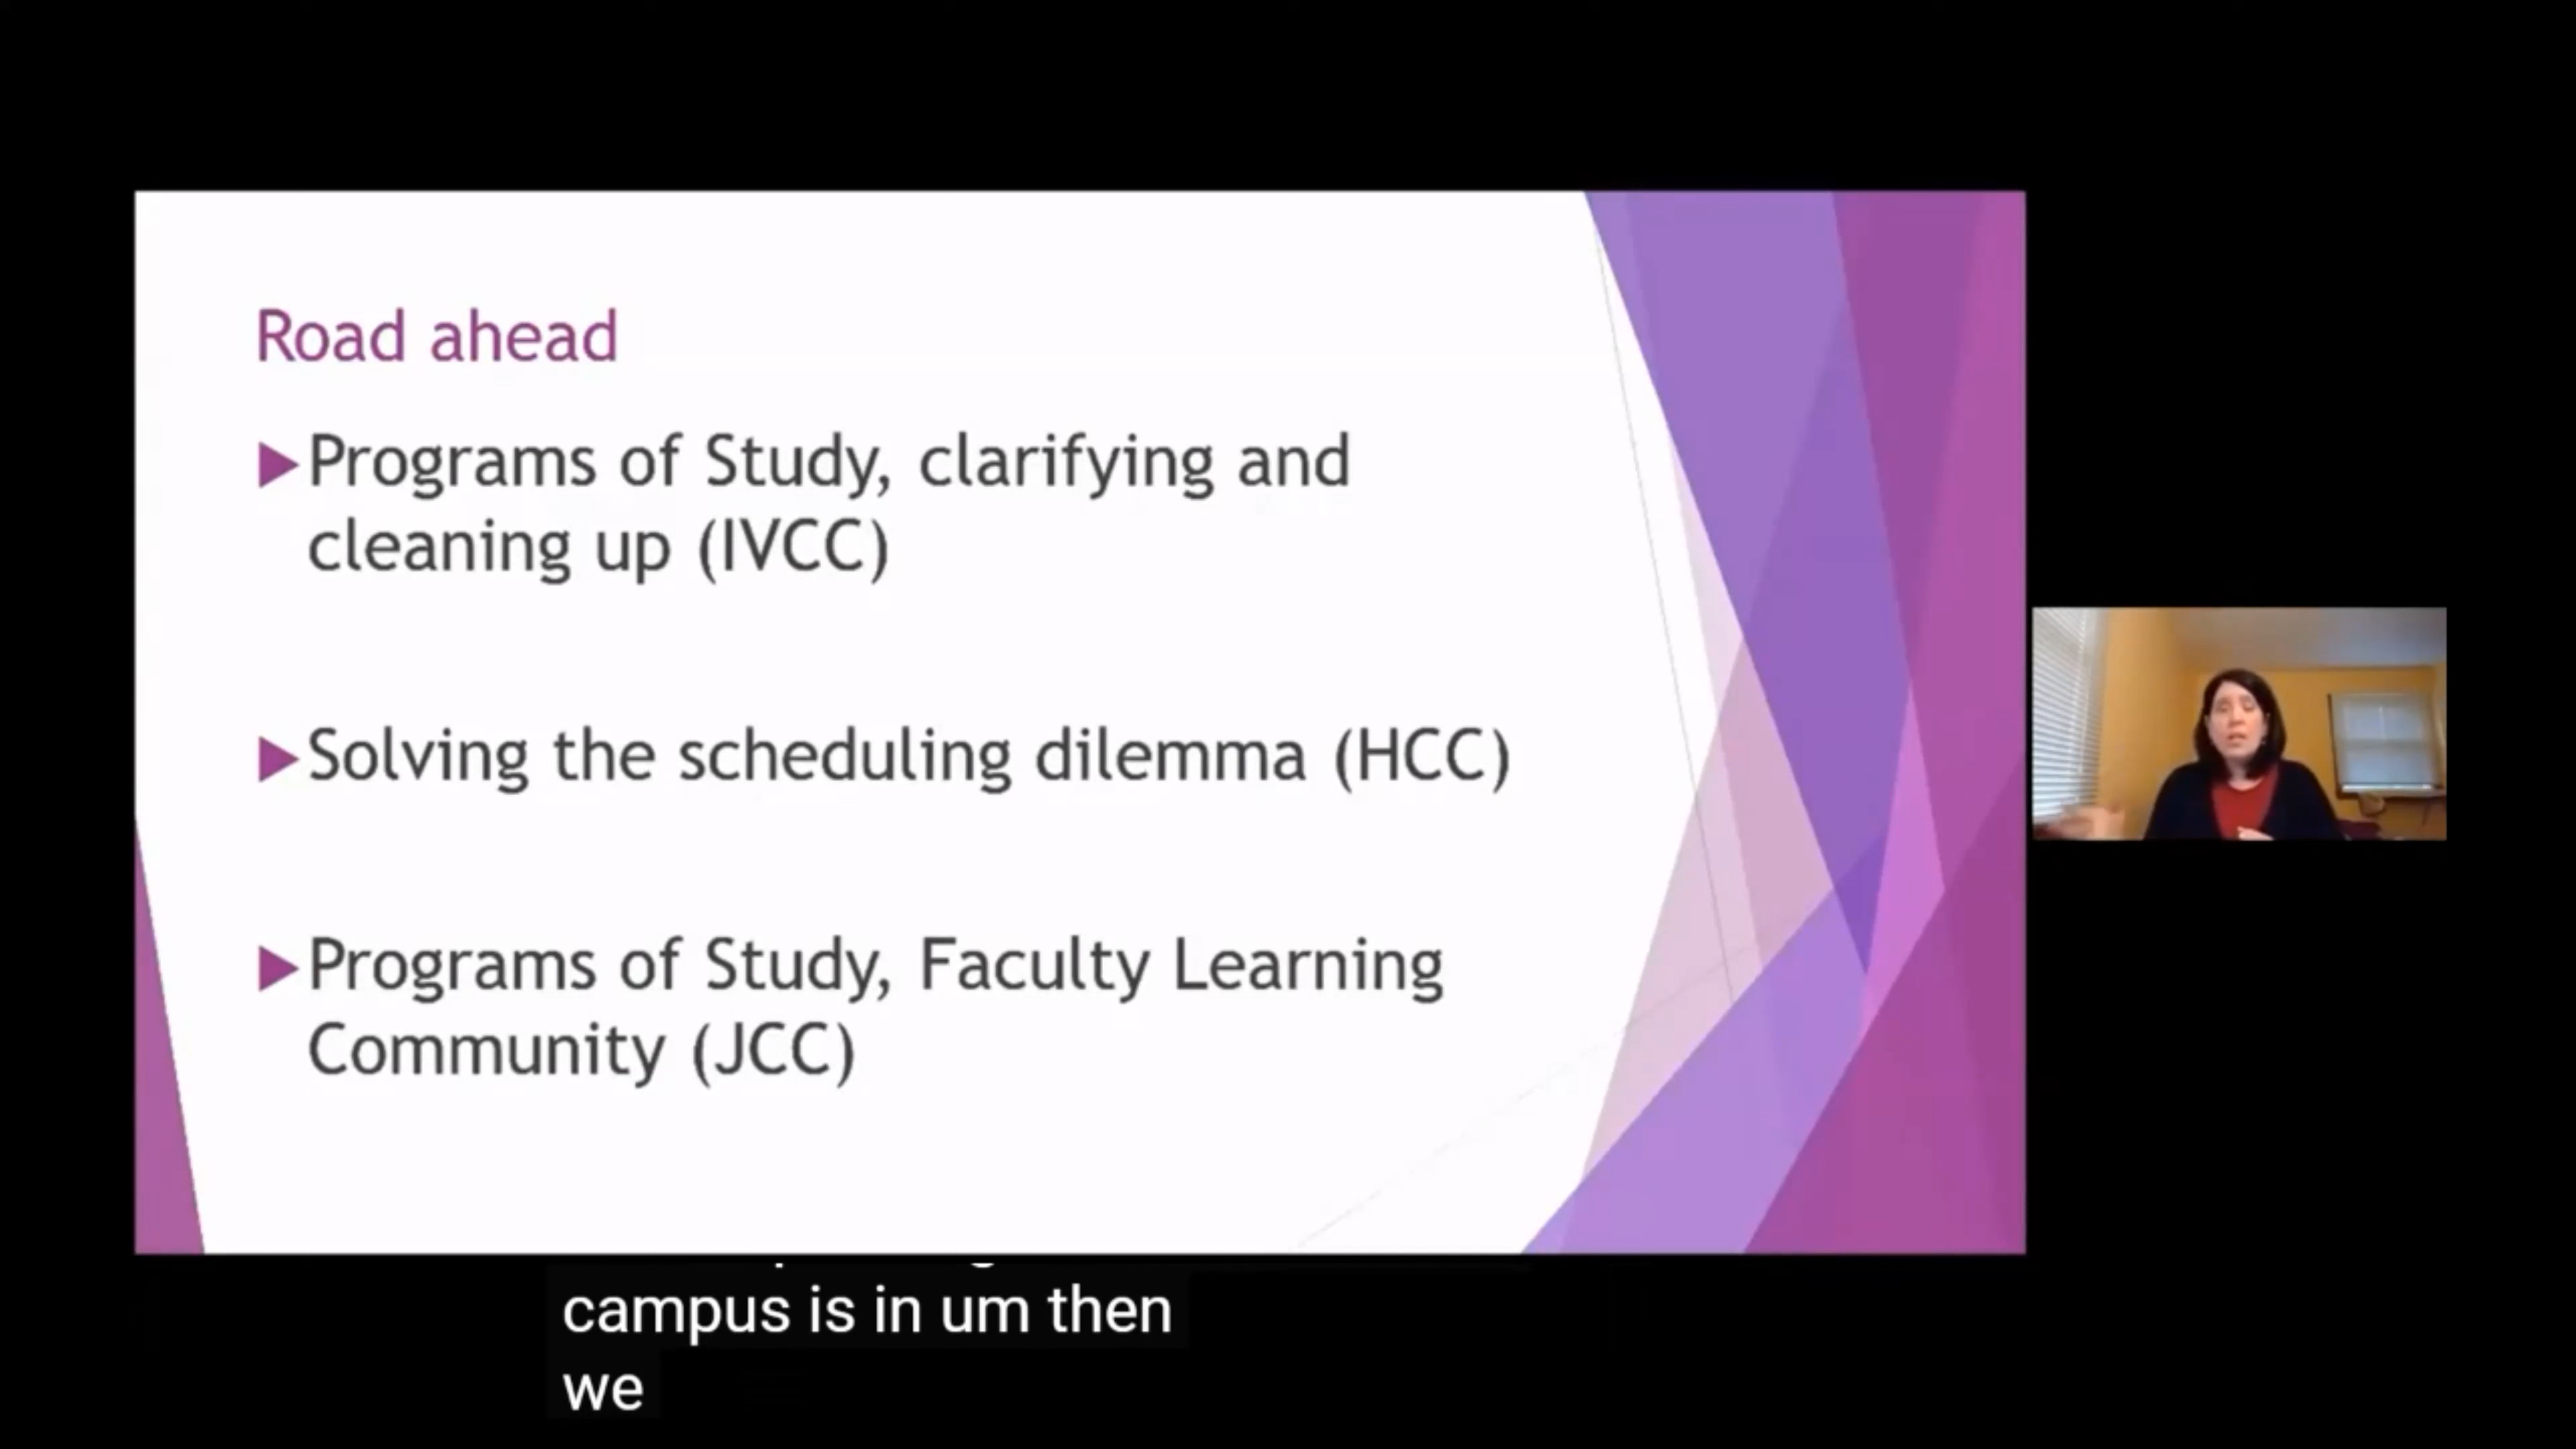 Road ahead
Programs of Study, clarifying and
cleaning up (IVCC)
Solving the scheduling dilemma (HCC)
Programs of Study, Faculty Learning
Community (JCC)
campus is in um then
we